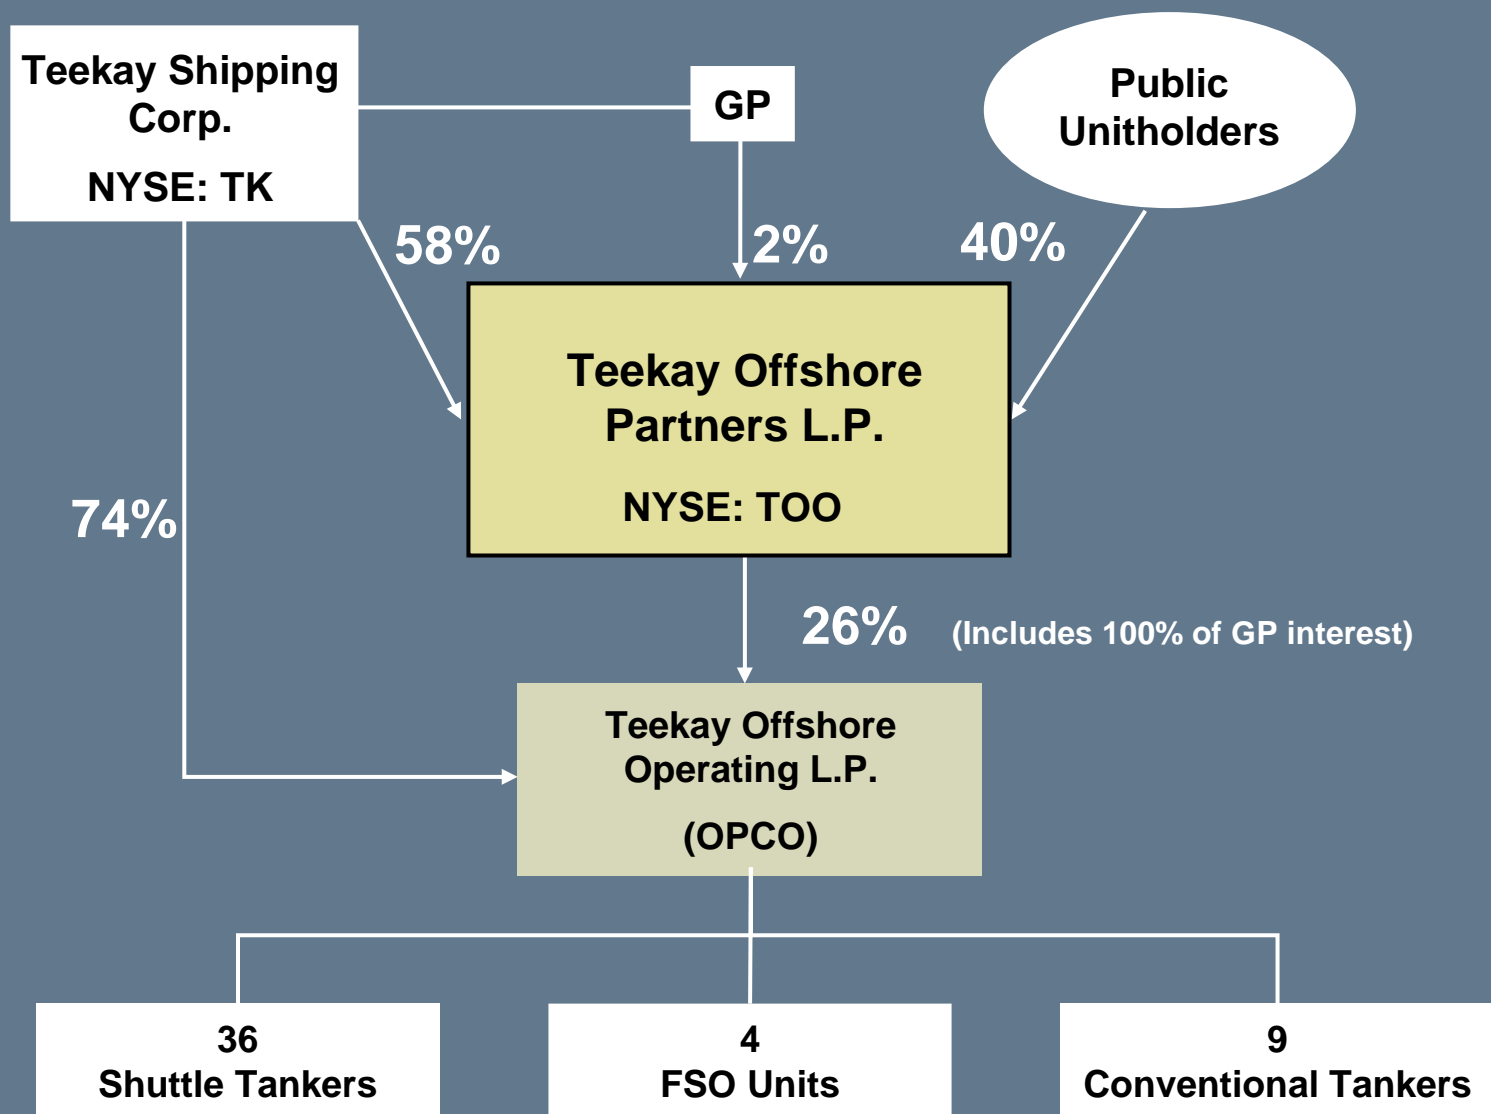 Teekay Shipping
Corp.
NYSE: TK
GP
Public
Unitholders
58%
2%
40%
Teekay Offshore
Partners L.P.
NYSE: TOO
74%
26% (Includes 100% of GP interest)
Teekay Offshore
Operating L.P.
(OPCO)
36
Shuttle Tankers
4
FSO Units
9
Conventional Tankers